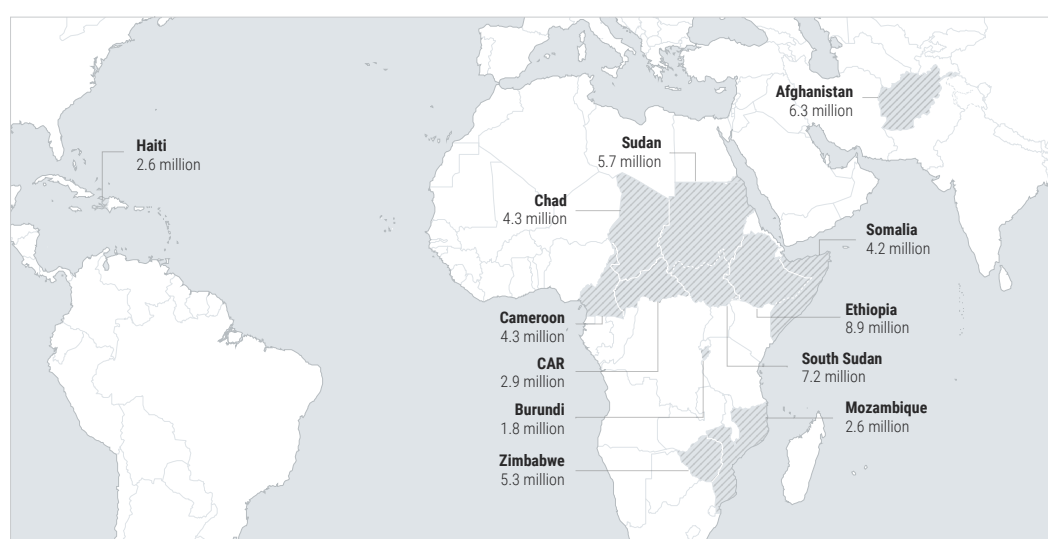 Afghanistan
6.3 million
Haiti
2.6 million
Sudan
5.7 million
Chad
4.3 million
Somalia
4.2 million
Cameroon
4.3 million
Ethiopia
8.9 million
CAR
2.9 million
South Sudan
7.2 million
Burundi
1.8 million
Mozambique
2.6 million
Zimbabwe
5.3 million